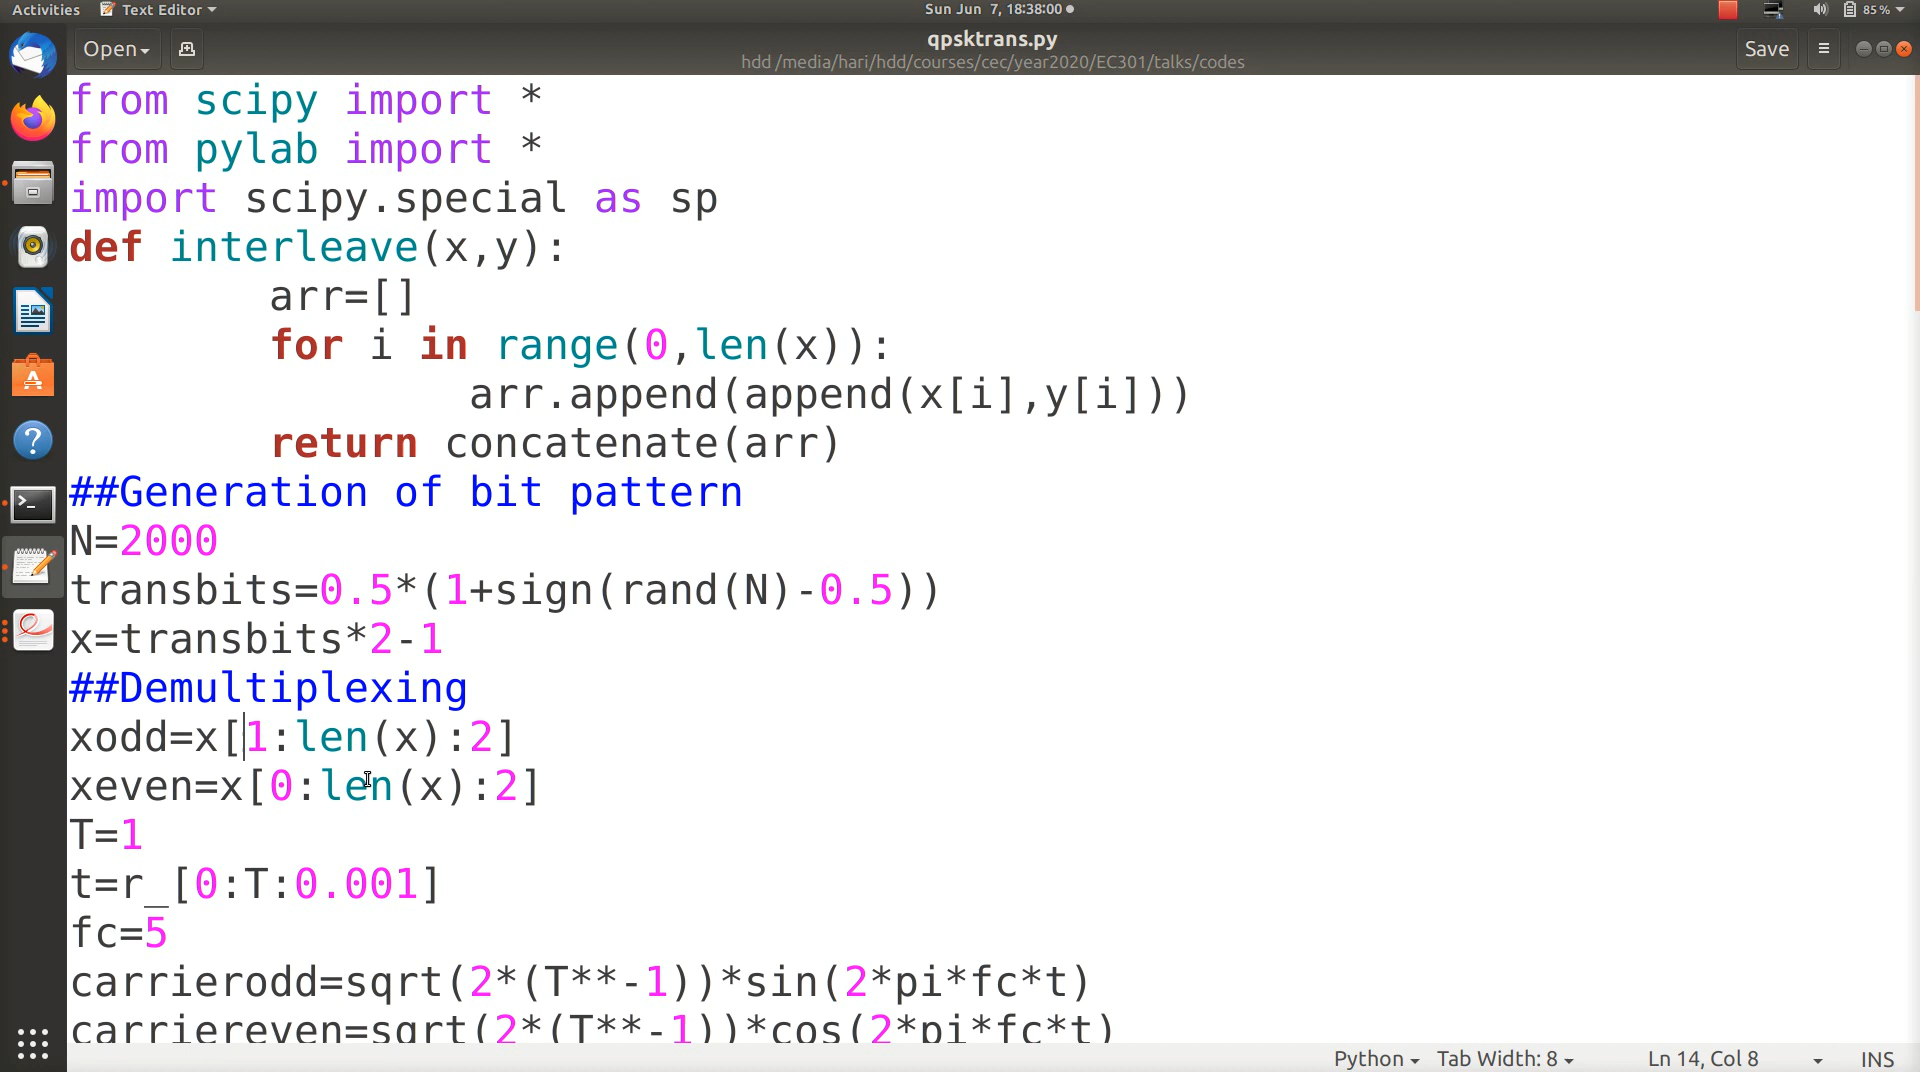 Activities Text Editor Sun Jun 7, 18:38:00 85%
Open qpsktrans.py Save
hdd /media/hari/hdd/courses/cec/year2020/EC301/talks/codes
from scipy import *
from pylab import *
import scipy.special as sp
def interleave(x,y):
        arr=[]
        for i in range(0,len(x)):
                arr.append(append(x[i],y[i]))
        return concatenate(arr)
##Generation of bit pattern
N=2000
transbits=0.5*(1+sign(rand(N)-0.5))
x=transbits*2-1
##Demultiplexing
xodd=x[1:len(x):2]
xeven=x[0:len(x):2]
T=1
t=r_[0:T:0.001]
fc=5
carrierodd=sqrt(2*(T**-1))*sin(2*pi*fc*t)
carriereven=sqrt(2*(T**-1))*cos(2*pi*fc*t)
Python Tab Width: 8 Ln 14, Col 8 INS